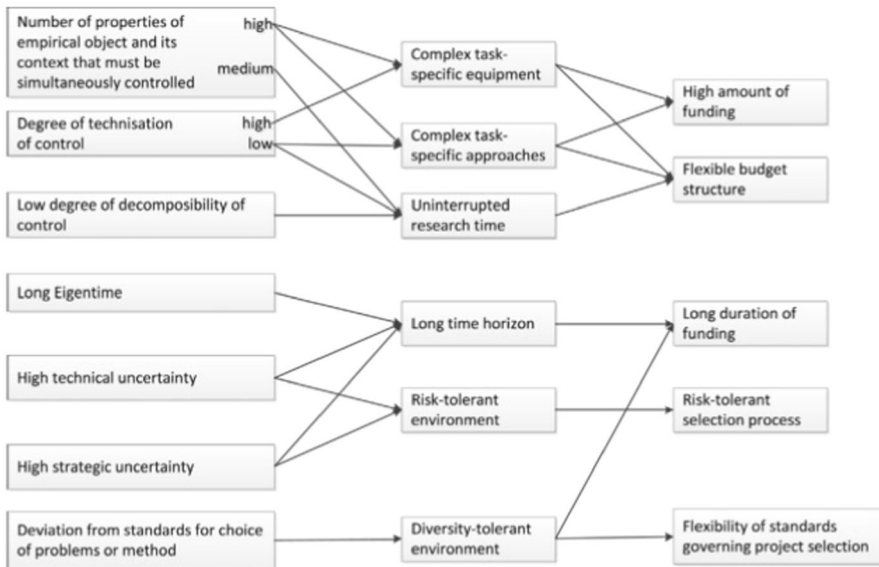 Number of properties of
empirical object and its
context that must be
simultaneously controlled
high
medium
Degree of technisation
of control
high
low
Low degree of decomposibility of
control
Complex task-
specific equipment
Complex task-
specific approaches
Uninterrupted
research time
High amount of
funding
Flexible budget
structure
Long Eigentime
High technical uncertainty
High strategic uncertainty
Deviation from standards for choice
of problems or method
Long time horizon
Risk-tolerant
environment
Diversity-tolerant
environment
Long duration of
funding
Risk-tolerant
selection process
Flexibility of standards
governing project selection